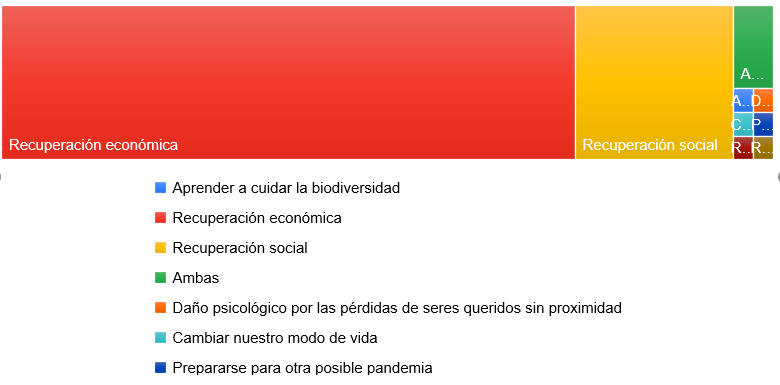 A...
A... D...
C... P...
Recuperación económica
Recuperación social
R... R...
Aprender a cuidar la biodiversidad
Recuperación económica
Recuperación social
Ambas
Daño psicológico por las pérdidas de seres queridos sin proximidad
Cambiar nuestro modo de vida
Prepararse para otra posible pandemia